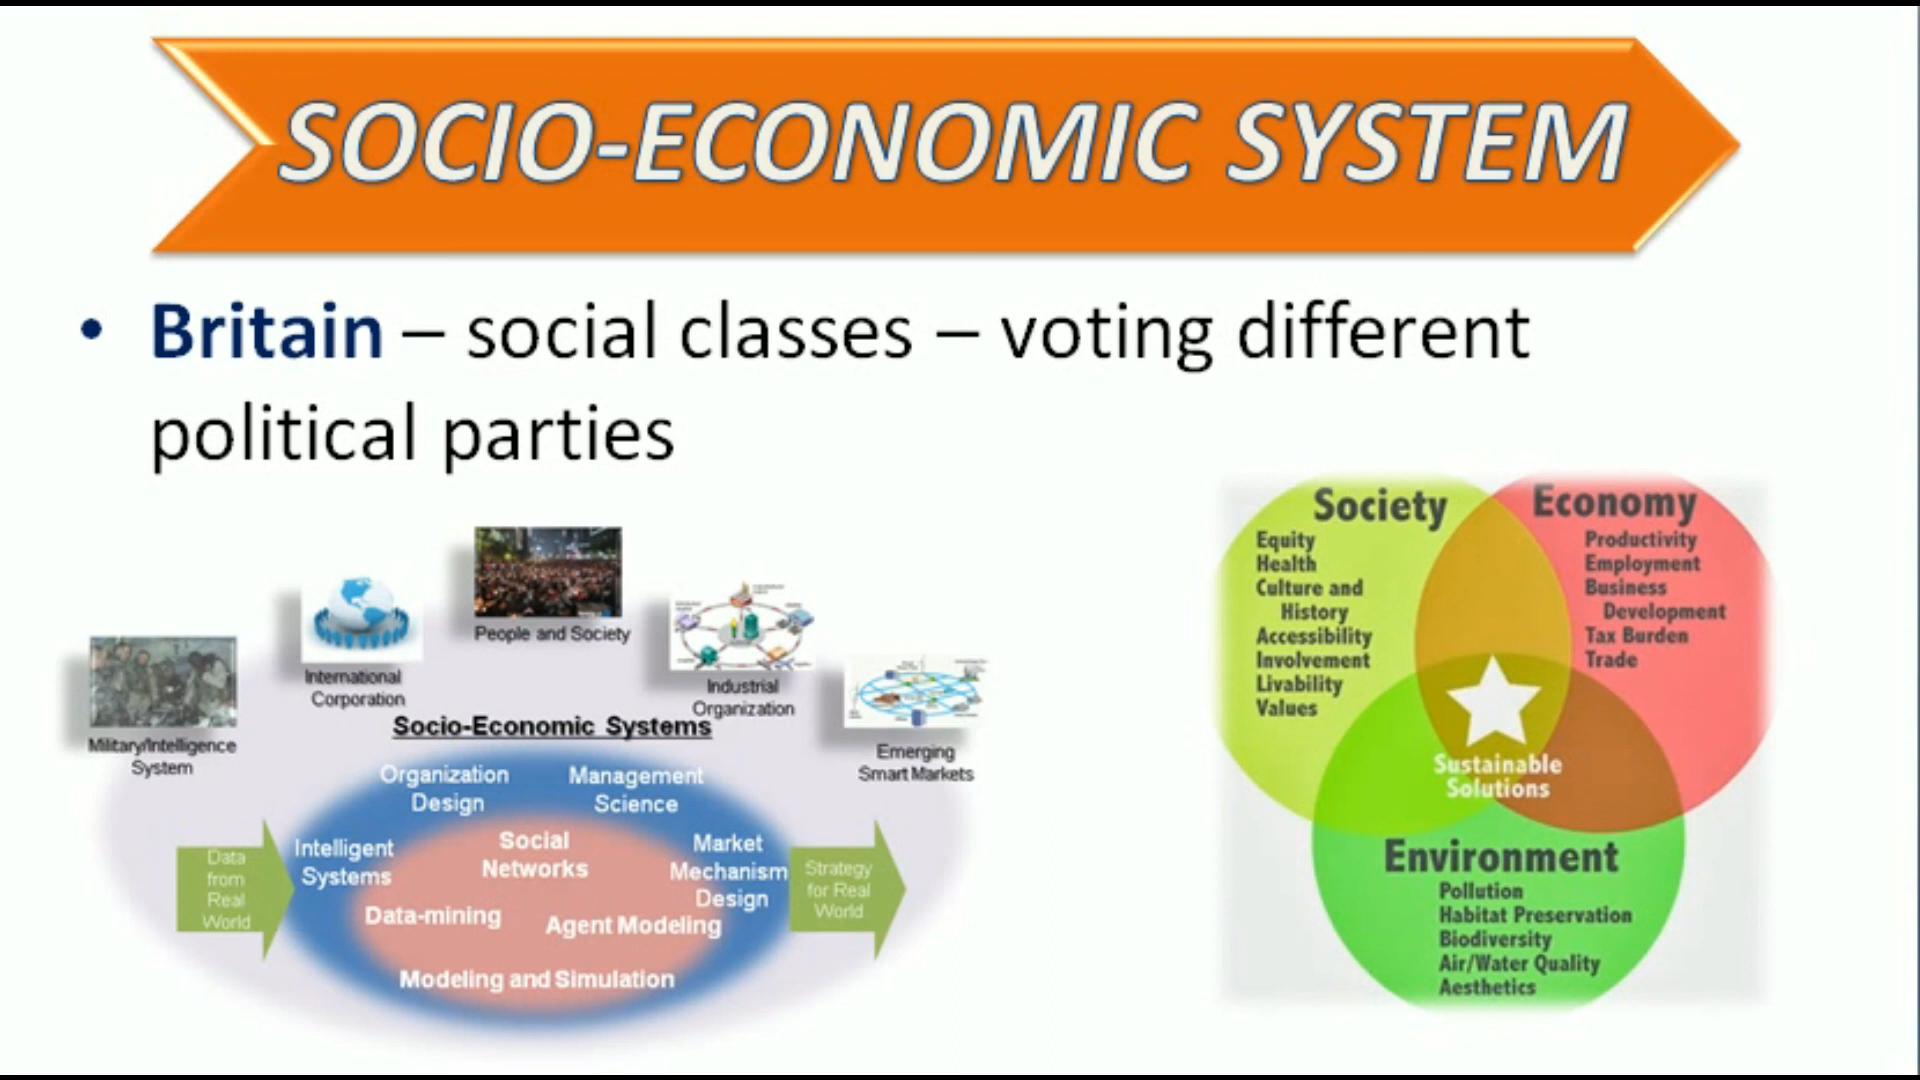 SOCIO-ECONOMIC SYSTEM
• Britain – social classes – voting different
political parties
People and Society
International
Corporation
Industrial
Organization
Military/Intelligence
System
Emerging
Smart Markets
Socio-Economic Systems
Organization
Design
Management
Science
Intelligent
Systems
Social
Networks
Market
Mechanism
Design
Data
from
Real
World
Strategy
for Real
World
Data-mining
Agent Modeling
Modeling and Simulation
Society
Equity
Health
Culture and
History
Accessibility
Involvement
Livability
Values
Economy
Productivity
Employment
Business
Development
Tax Burden
Trade
Sustainable
Solutions
Environment
Pollution
Habitat Preservation
Biodiversity
Air/Water Quality
Aesthetics